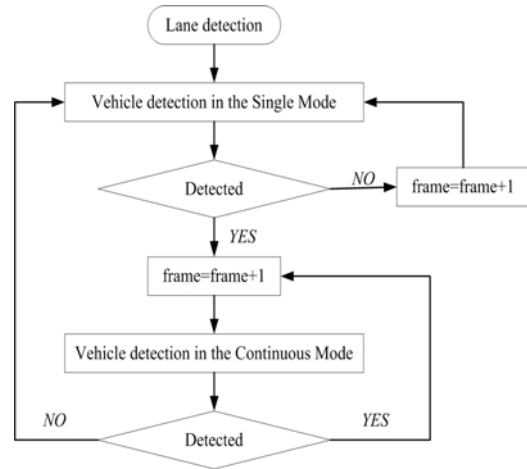 Lane detection
Vehicle detection in the Single Mode
Detected
NO
frame=frame+1
YES
frame=frame+1
Vehicle detection in the Continuous Mode
NO
YES
Detected